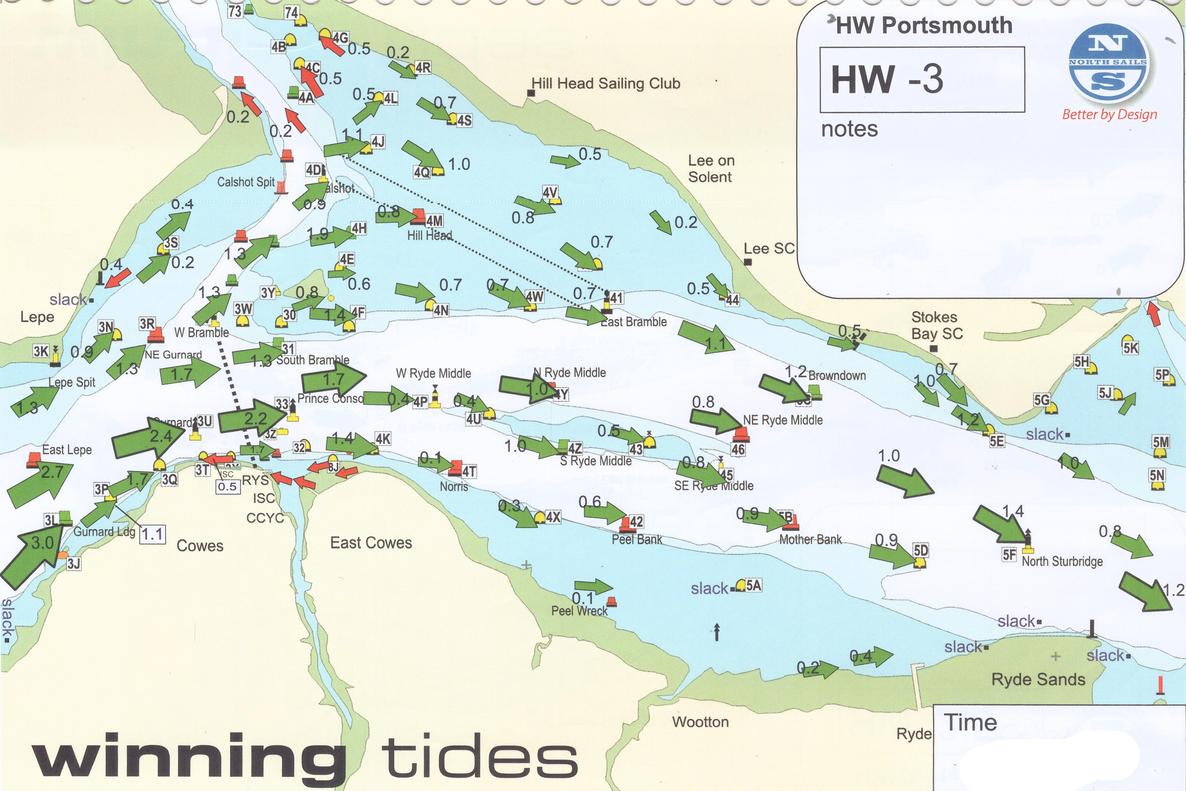 HW Portsmouth
HW -3
notes
N
NORTH SAILS
S
Better by Design
73
74
4B
4G
0.5
0.2
4R
4C
0.5
4A
0.5
4L
0.7
4S
0.2
0.2
Hill Head Sailing Club
1.1
4J
4Q
1.0
0.5
Lee on
Solent
Calshot Spit
4D
0.9
0.4
4V
0.8
0.8
4M
Hill Head
0.2
3S
0.2
1.3
1.9
4H
0.7
Lee SC
0.4
slack
4E
0.6
3Y
0.8
0.7
4N
0.7
4W
0.7
41
East Bramble
0.5
44
Lepe
1.3
3W
30
1.4
4F
W Bramble
3N
3R
3K
0.9
NE Gurnard
1.3
1.7
1.3
31
South Bramble
1.1
0.5
Stokes
Bay SC
Lepe Spit
1.3
1.7
Prince Conso
W Ryde Middle
0.4
4P
0.4
4U
N Ryde Middle
1.0
4Y
1.2
Browndown
1.0
0.7
1.2
5E
5G
5H
5K
5J
5P
5M
5N
slack
1.0
0.8
NE Ryde Middle
46
2.4
3U
2.2
33
3Z
32
1.4
4K
1.0
4Z
S Ryde Middle
0.5
43
0.8
45
SE Ryde Middle
East Lepe
2.7
3T
0.5
1.7
3J
RYS
ISC
CCYC
3P
1.7
3Q
0.1
4T
Norris
1.0
3L
Gurnard Ldg
1.1
3.0
3J
Cowes
East Cowes
0.3
4X
0.6
42
Peel Bank
0.9
5B
Mother Bank
0.9
5D
1.4
5F
North Sturbridge
0.8
1.2
slack
0.1
Peel Wreck
slack
5A
slack
slack
slack
0.2
0.4
Ryde Sands
Wootton
Ryde
Time
winning tides